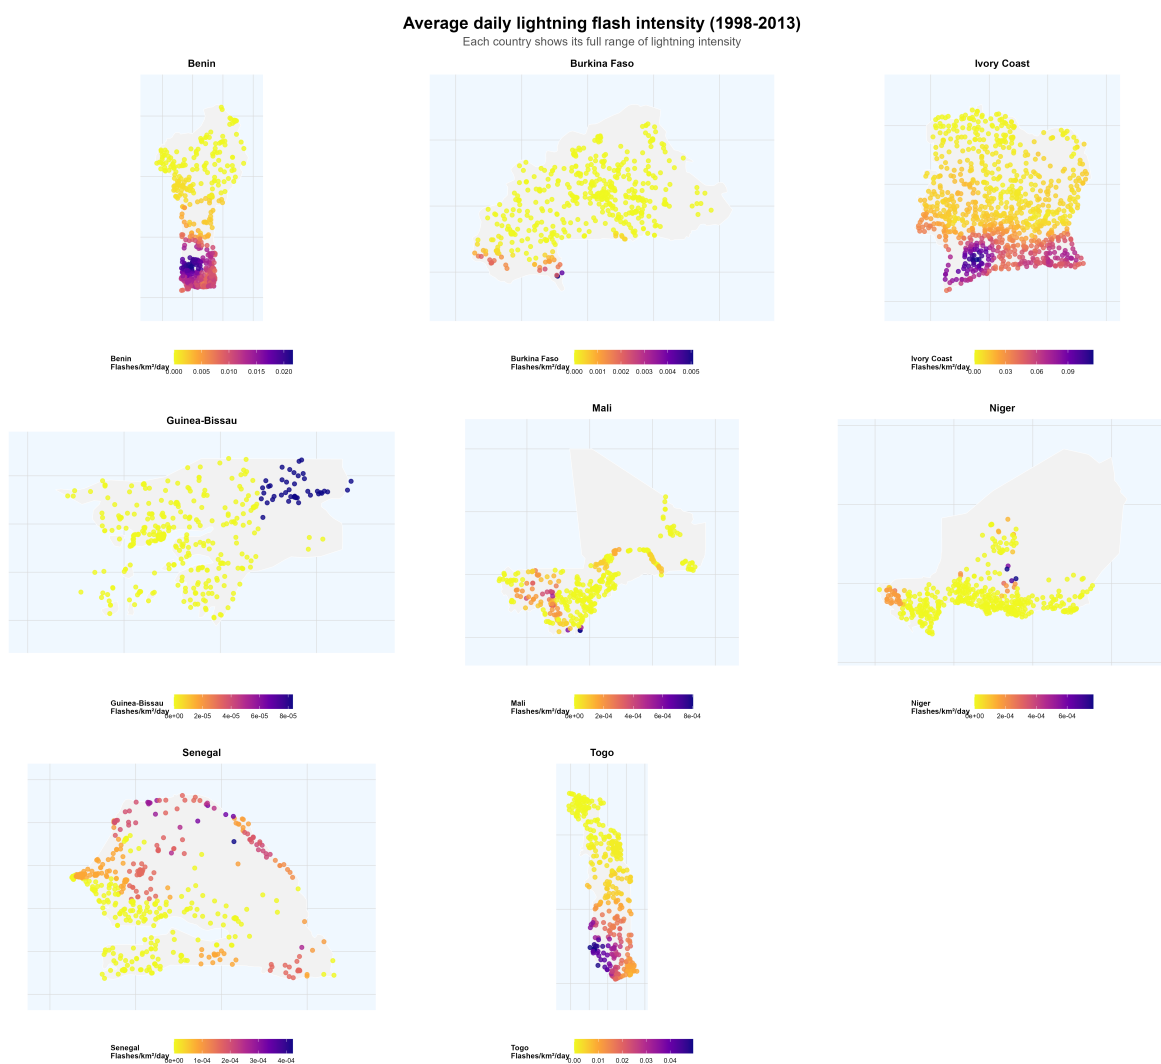 Average daily lightning flash intensity (1998-2013)
Each country shows its full range of lightning intensity
Benin
Burkina Faso
Ivory Coast
Benin
Flashes/km²/day
0.000 0.005 0.010 0.015 0.020
Burkina Faso
Flashes/km²/day
0.000 0.001 0.002 0.003 0.004 0.005
Ivory Coast
Flashes/km²/day
0.00 0.03 0.06 0.09
Guinea-Bissau
Mali
Niger
Guinea-Bissau
Flashes/km²/day
0e+00 2e-05 4e-05 6e-05 8e-05
Mali
Flashes/km²/day
0e+00 2e-04 4e-04 6e-04 8e-04
Niger
Flashes/km²/day
0e+00 2e-04 4e-04 6e-04
Senegal
Togo
Senegal
Flashes/km²/day
0e+00 1e-04 2e-04 3e-04 4e-04
Togo
Flashes/km²/day
0.00 0.01 0.02 0.03 0.04